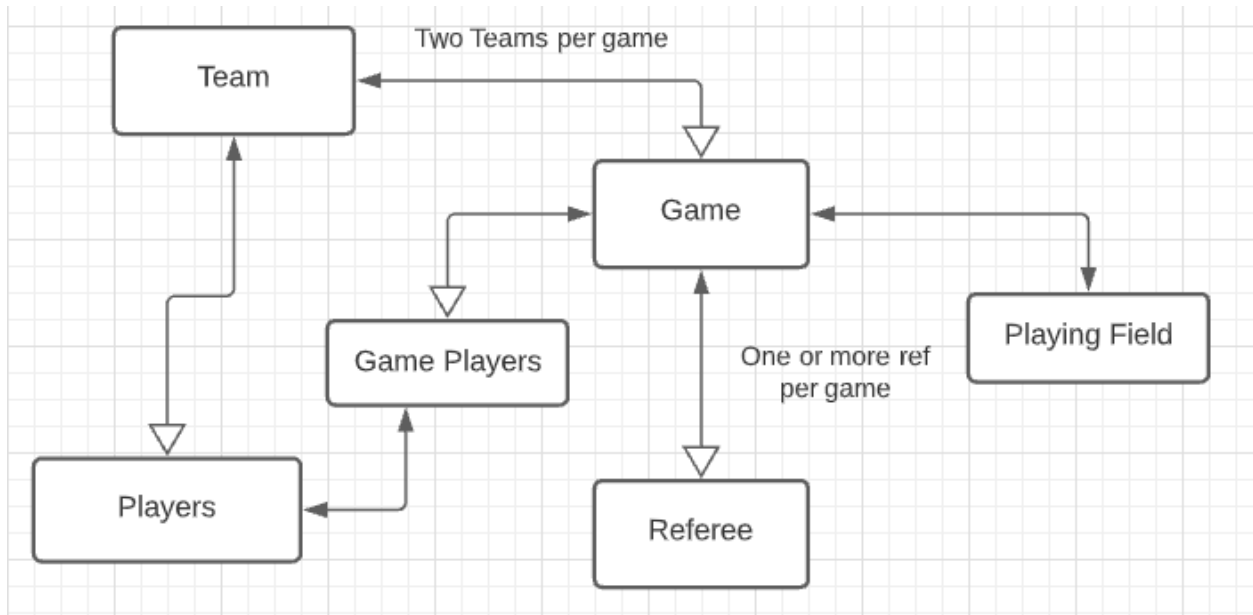 Two Teams per game
Team
Game
Playing Field
Game Players
One or more ref
per game
Players
Referee